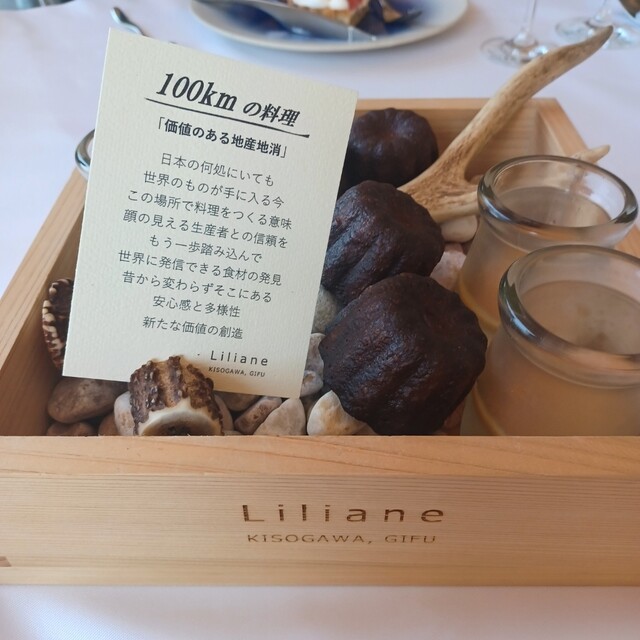 100kmの料理
「価値のある地産地消」
日本の何処にいても
世界のものが手に入る今
この場所で料理をつくる意味
顔の見える生産者との信頼を
もう一歩踏み込んで
世界に発信できる食材の発見
昔から変わらずそこにある
安心感と多様性
新たな価値の創造
Liliane
KISOGAWA, GIFU
Liliane
KISOGAWA, GIFU